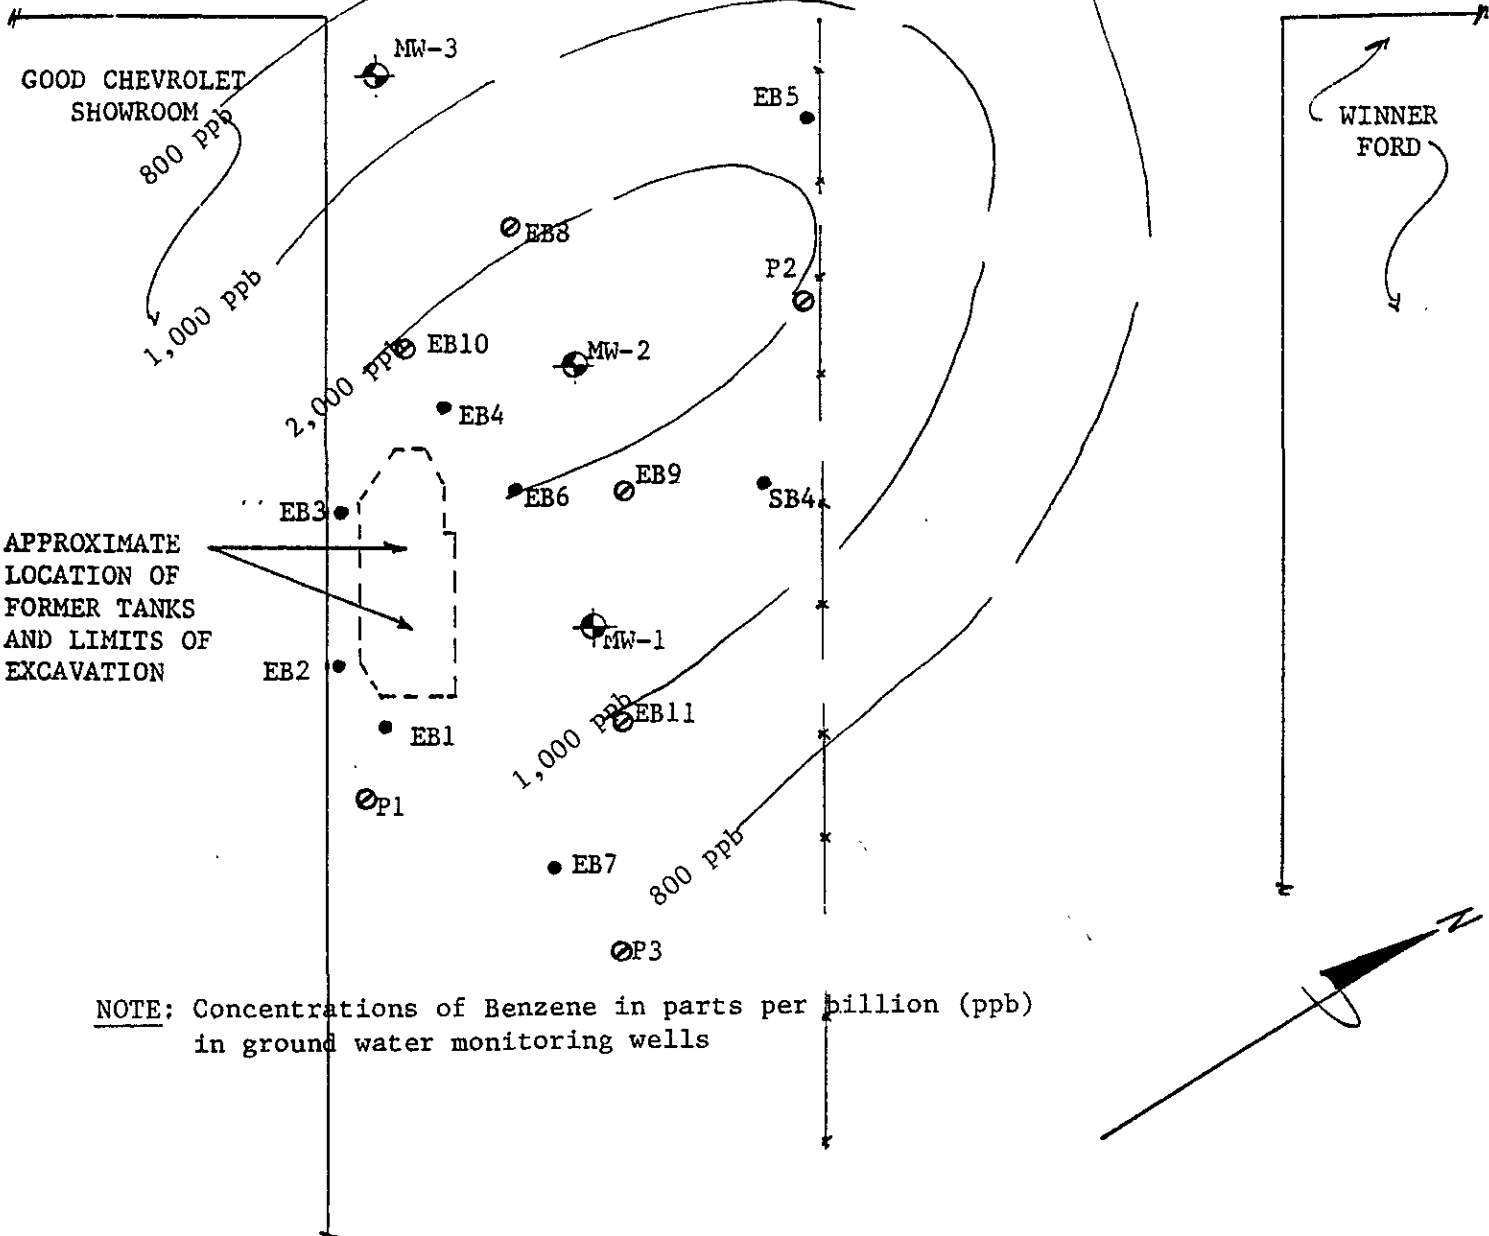 MW-3
GOOD CHEVROLET
SHOWROOM
800 ppb
EB5
WINNER
FORD
EB8
P2
1,000 ppb
EB10
MW-2
2,000 ppb
EB4
EB9
EB6
SB4
EB3
APPROXIMATE
LOCATION OF
FORMER TANKS
AND LIMITS OF
EXCAVATION
MW-1
EB2
EB11
EB1
1,000 ppb
P1
EB7
800 ppb
P3
N
NOTE: Concentrations of Benzene in parts per billion (ppb)
in ground water monitoring wells